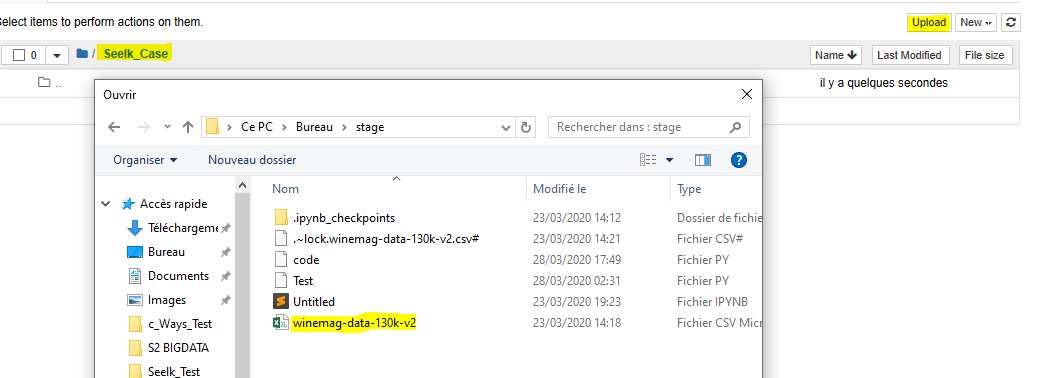 Select items to perform actions on them.
Upload New
0 / Seelk_Case Name Last Modified File size
.. il y a quelques secondes
Ouvrir
Ce PC > Bureau > stage Rechercher dans : stage
Organiser Nouveau dossier
Nom Modifié le Type
Accès rapide
Téléchargeme
Bureau
Documents
Images
c_Ways_Test
S2 BIGDATA
Seelk_Test
.ipynb_checkpoints 23/03/2020 14:12 Dossier de fichie
.~lock.winemag-data-130k-v2.csv# 23/03/2020 14:21 Fichier CSV#
code 28/03/2020 17:49 Fichier PY
Test 28/03/2020 02:31 Fichier PY
Untitled 23/03/2020 19:23 Fichier IPYNB
winemag-data-130k-v2 23/03/2020 14:18 Fichier CSV Micr